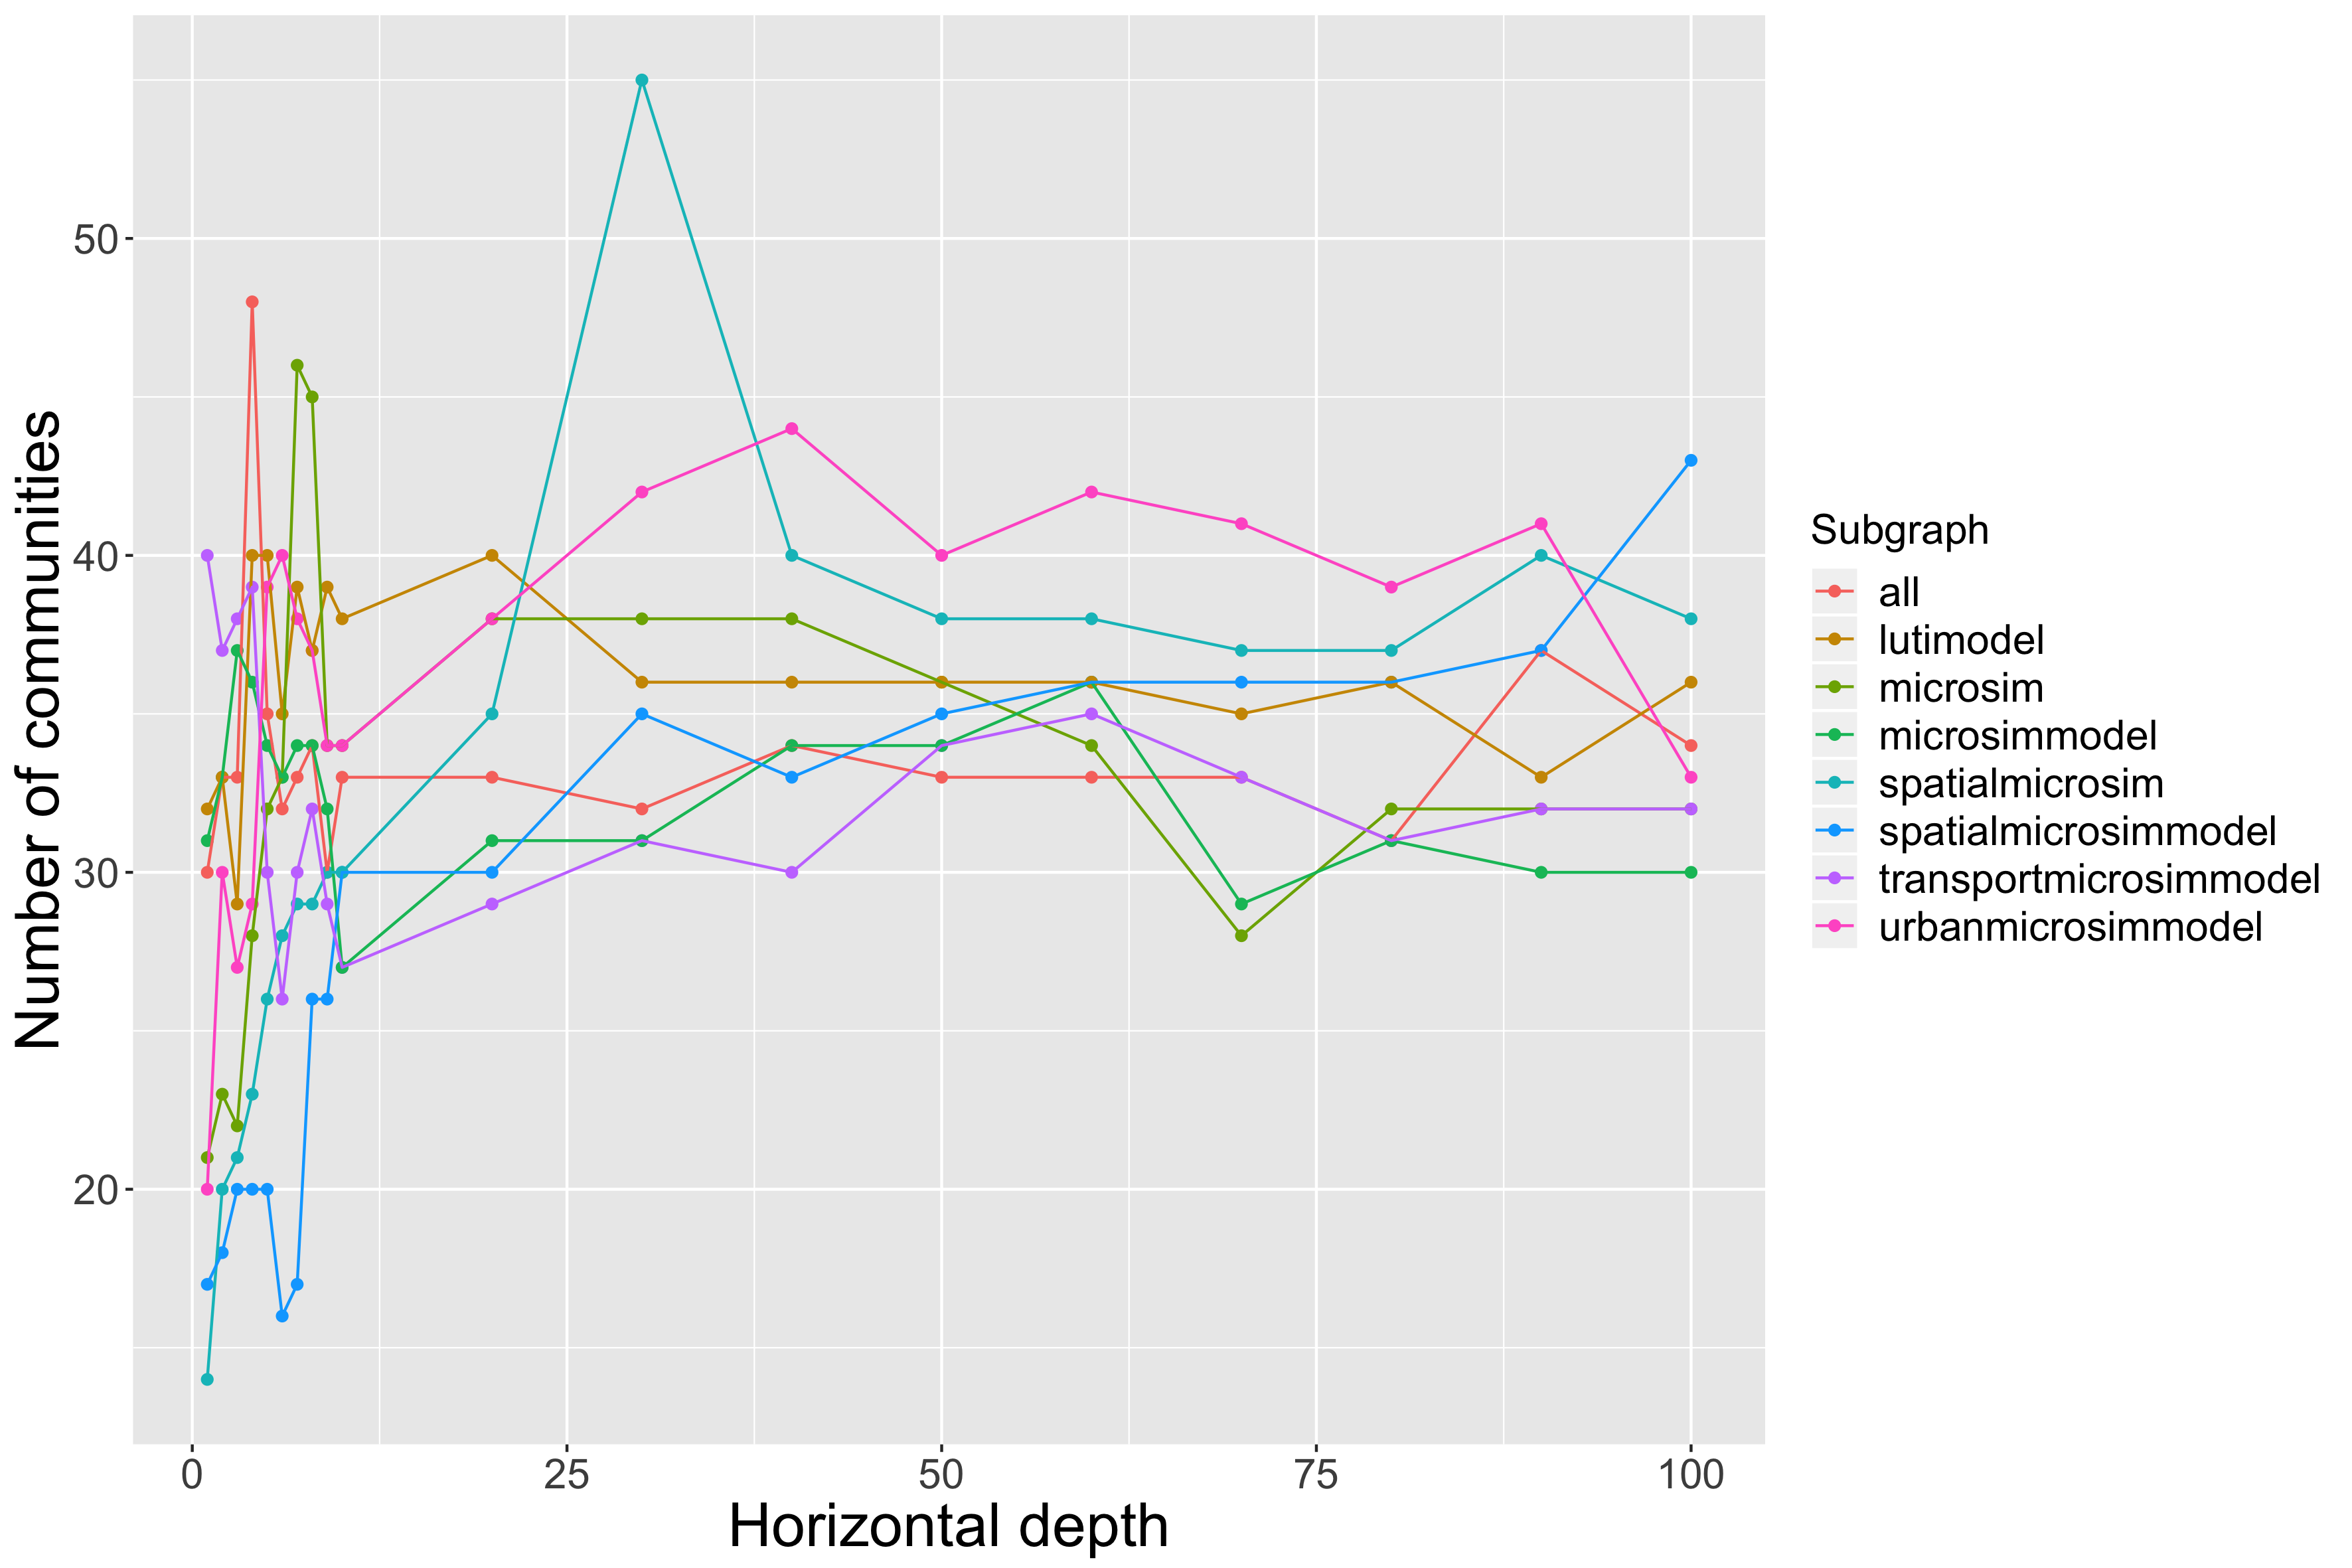 Number of communities
50
40
30
20
0 25 50 75 100
Horizontal depth
Subgraph
all
lutimodel
microsim
microsimmodel
spatialmicrosim
spatialmicrosimmodel
transportmicrosimmodel
urbanmicrosimmodel